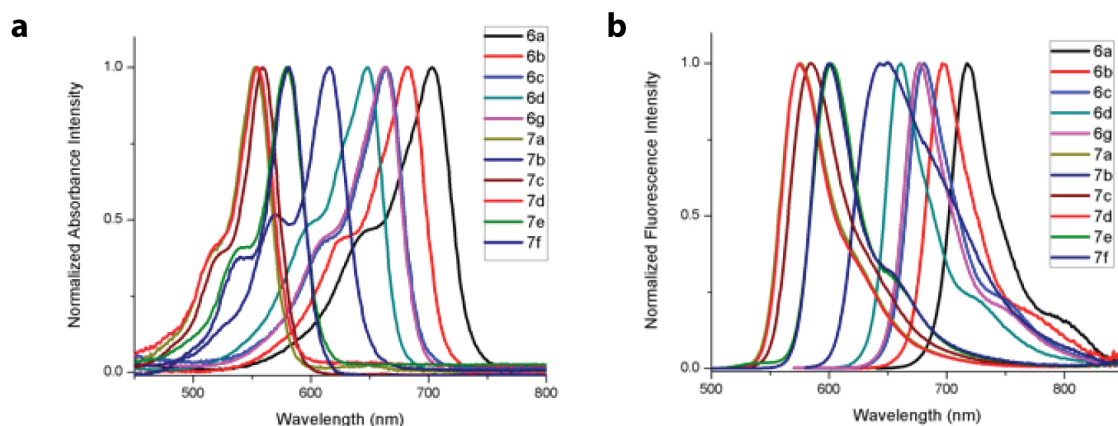 a
Normalized Absorbance Intensity
1.0
0.5
0.0
500
600
700
800
Wavelength (nm)
6a
6b
6c
6d
6g
7a
7b
7c
7d
7e
7f
b
Normalized Fluorescence Intensity
1.0
0.5
0.0
500
600
700
800
Wavelength (nm)
6a
6b
6c
6d
6g
7a
7b
7c
7d
7e
7f